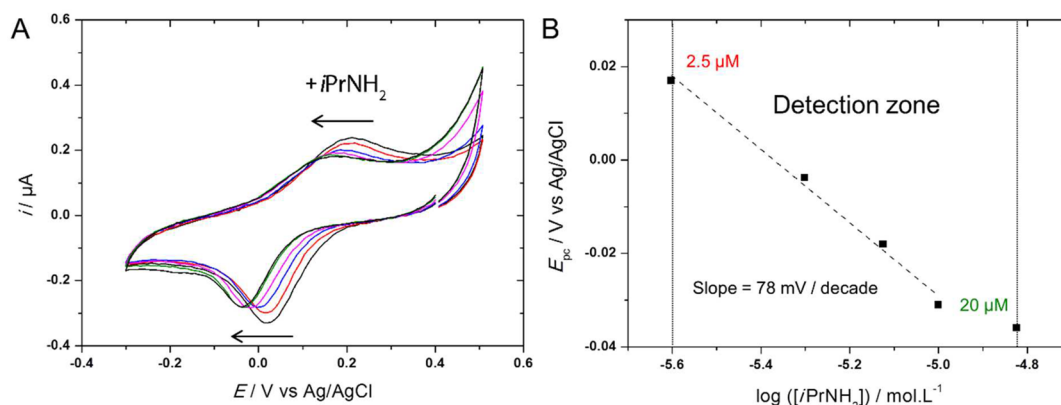 A
+ iPrNH₂
0.6
0.4
0.2
0.0
-0.2
-0.4
i / µA
-0.4
-0.2
0.0
0.2
0.4
0.6
E / V vs Ag/AgCl
B
2.5 µM
Detection zone
Slope = 78 mV / decade
20 µM
0.02
0.00
-0.02
-0.04
Epc / V vs Ag/AgCl
-5.6
-5.4
-5.2
-5.0
-4.8
log ([iPrNH₂]) / mol.L⁻¹